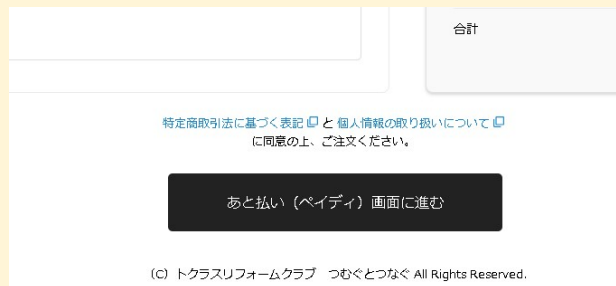 合計
特定商取引法に基づく表記 と 個人情報の取り扱いについて
に同意の上、ご注文ください。
あと払い（ペイディ）画面に進む
(C) トクラスリフォームクラブ　つむぐとつなぐ All Rights Reserved.